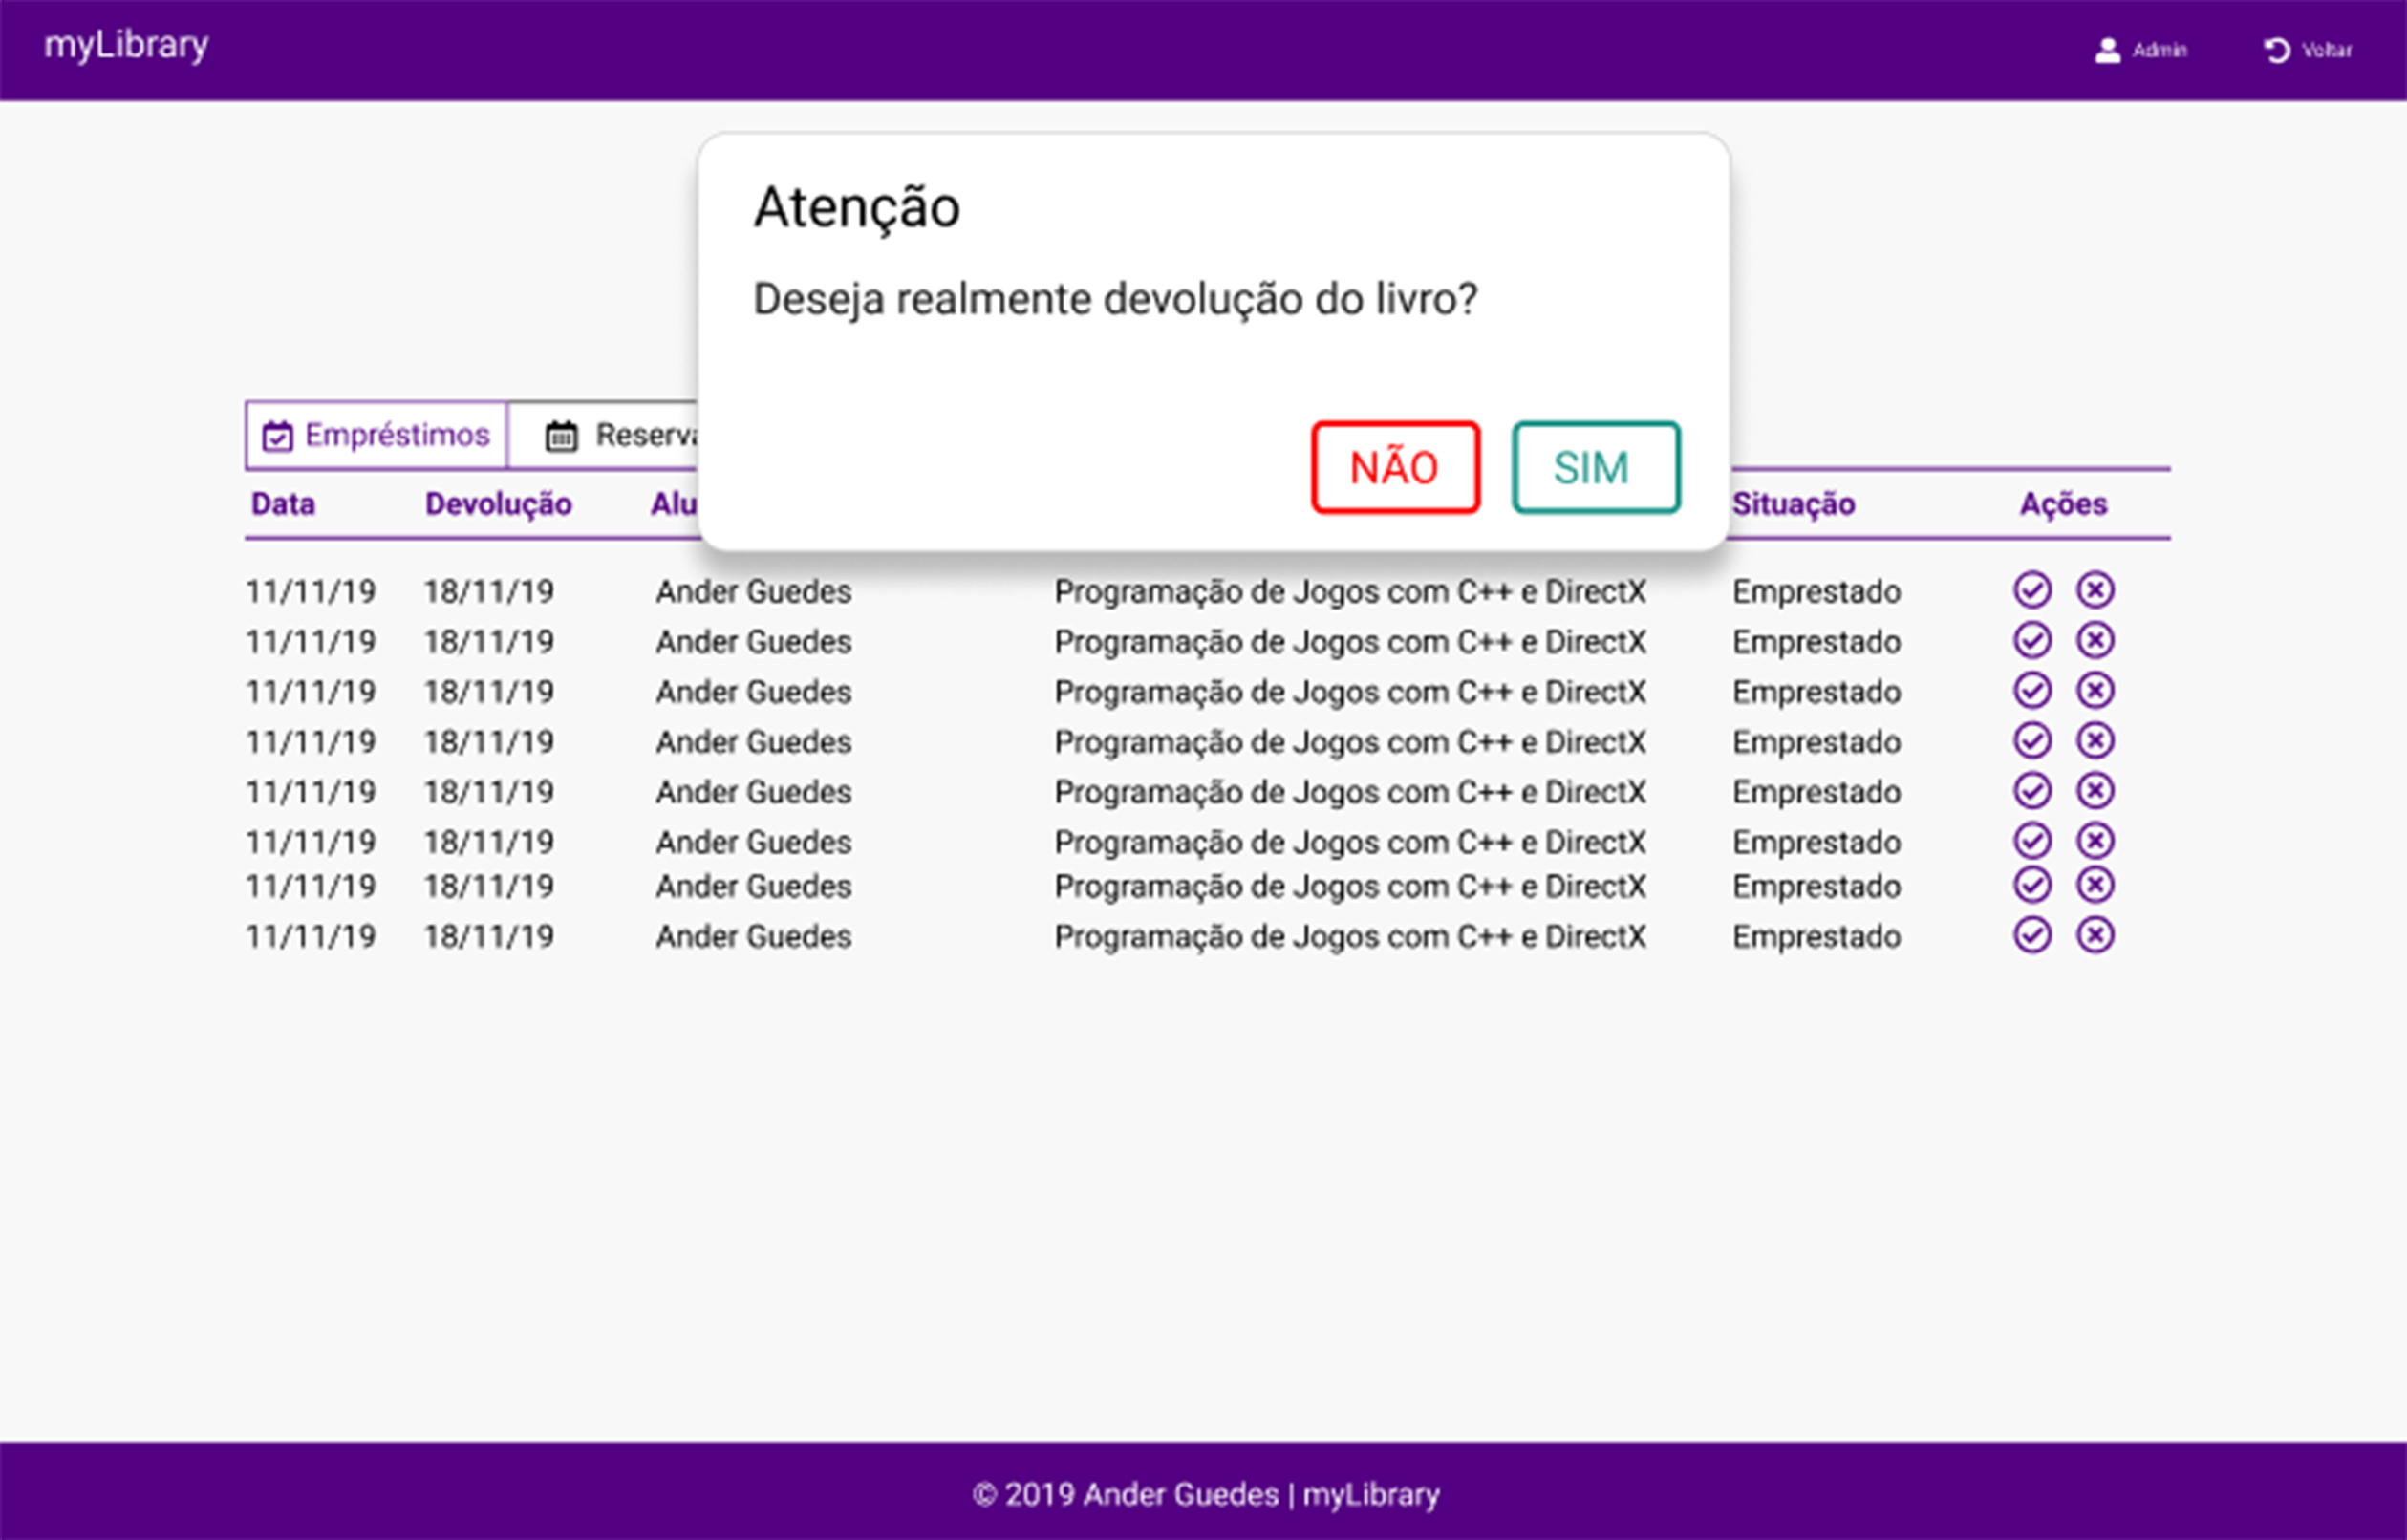 myLibrary Admin Voltar
Atenção
Deseja realmente devolução do livro?
NÃO SIM
Empréstimos
Data Devolução Situação Ações
11/11/19 18/11/19 Ander Guedes Programação de Jogos com C++ e DirectX Emprestado
11/11/19 18/11/19 Ander Guedes Programação de Jogos com C++ e DirectX Emprestado
11/11/19 18/11/19 Ander Guedes Programação de Jogos com C++ e DirectX Emprestado
11/11/19 18/11/19 Ander Guedes Programação de Jogos com C++ e DirectX Emprestado
11/11/19 18/11/19 Ander Guedes Programação de Jogos com C++ e DirectX Emprestado
11/11/19 18/11/19 Ander Guedes Programação de Jogos com C++ e DirectX Emprestado
11/11/19 18/11/19 Ander Guedes Programação de Jogos com C++ e DirectX Emprestado
11/11/19 18/11/19 Ander Guedes Programação de Jogos com C++ e DirectX Emprestado
© 2019 Ander Guedes | myLibrary